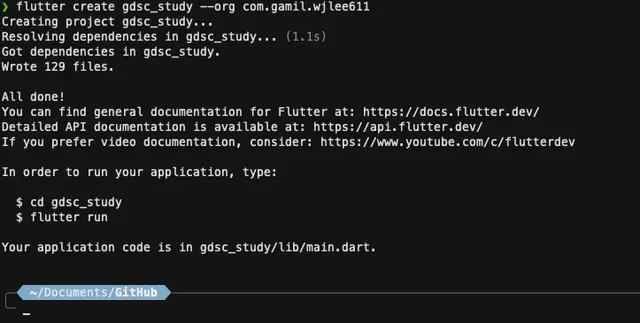 ❯ flutter create gdsc_study --org com.gamil.wjlee611
Creating project gdsc_study...
Resolving dependencies in gdsc_study... (1.1s)
Got dependencies in gdsc_study.
Wrote 129 files.
All done!
You can find general documentation for Flutter at: https://docs.flutter.dev/
Detailed API documentation is available at: https://api.flutter.dev/
If you prefer video documentation, consider: https://www.youtube.com/c/flutterdev
In order to run your application, type:
$ cd gdsc_study
$ flutter run
Your application code is in gdsc_study/lib/main.dart.
~/Documents/GitHub